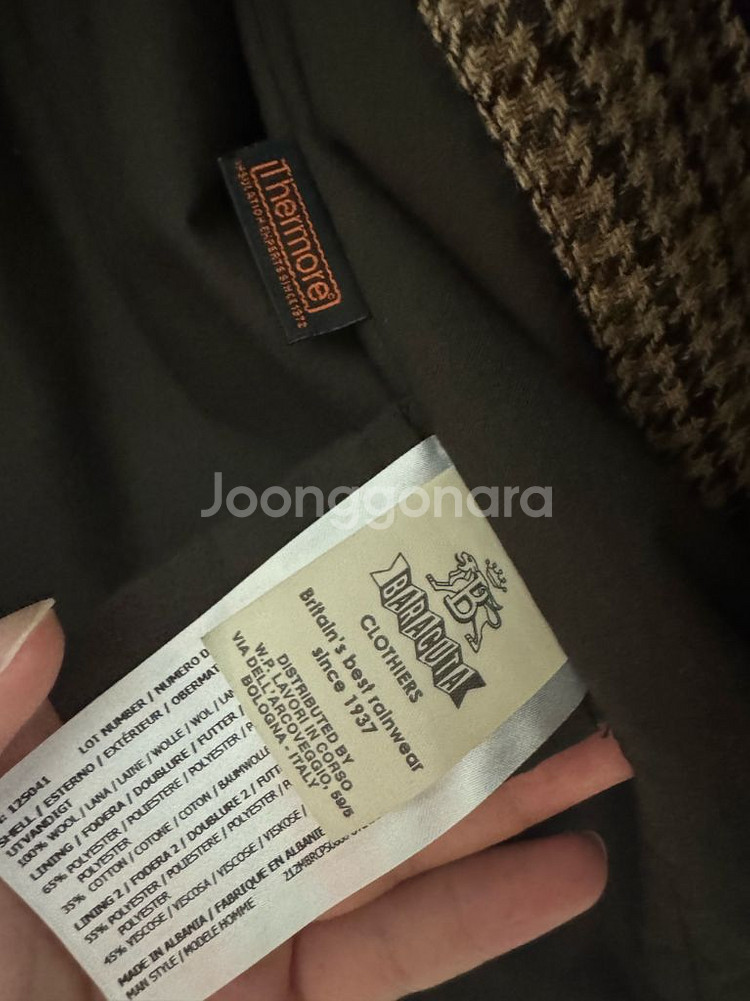 Thermore®
INSULATION EXPERTS SINCE 1972
Joonggonara
B
BARACUTA
CLOTHIERS
Britain's best rainwear
since 1937
DISTRIBUTED BY
W.P. LAVORI IN CORSO
VIA DELL'ARCOVEGGIO, 59/5
BOLOGNA - ITALY
LOT NUMBER / NUMERO D
: 125041
SHELL / ESTERNO / EXTÉRIEUR / OBERMAT
UTVANDIGT
100% WOOL / LANA / LAINE / WOLLE / WOL / LAN
LINING / FODERA / DOUBLURE / FUTTER /
65% POLYESTER / POLIESTERE / POLYESTER / P
POLYESTER
35% COTTON / COTONE / COTON / BAUMWOLL
LINING 2 / FODERA 2 / DOUBLURE 2 / FUTT
55% POLYESTER / POLIESTERE / POLYESTER /
POLYESTER
45% VISCOSE / VISCOSA / VISCOSE / VISKOSE /
MADE IN ALBANIA / FABRIQUE EN ALBANIE
MAN STYLE / MODELE HOMME